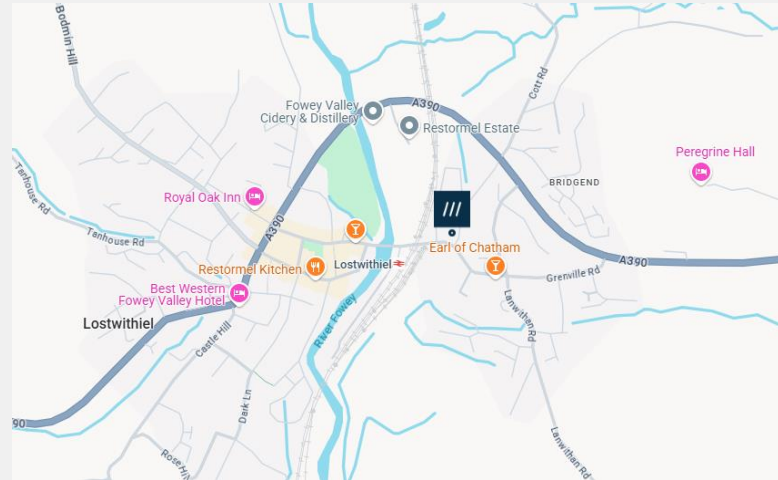 Bodmin Hill
Fowey Valley
Cidery & Distillery
A390
Restormel Estate
Cott Rd
Peregrine Hall
BRIDGEND
Tanhouse Rd
Royal Oak Inn
///
Tanhouse Rd
A390
Earl of Chatham
Restormel Kitchen
Lostwithiel
A390
Grenville Rd
Best Western
Fowey Valley Hotel
Lostwithiel
River Fowey
Castle Hill
Lanwithan Rd
Dark Ln
90
Rose Hi
Lanwithan Rd